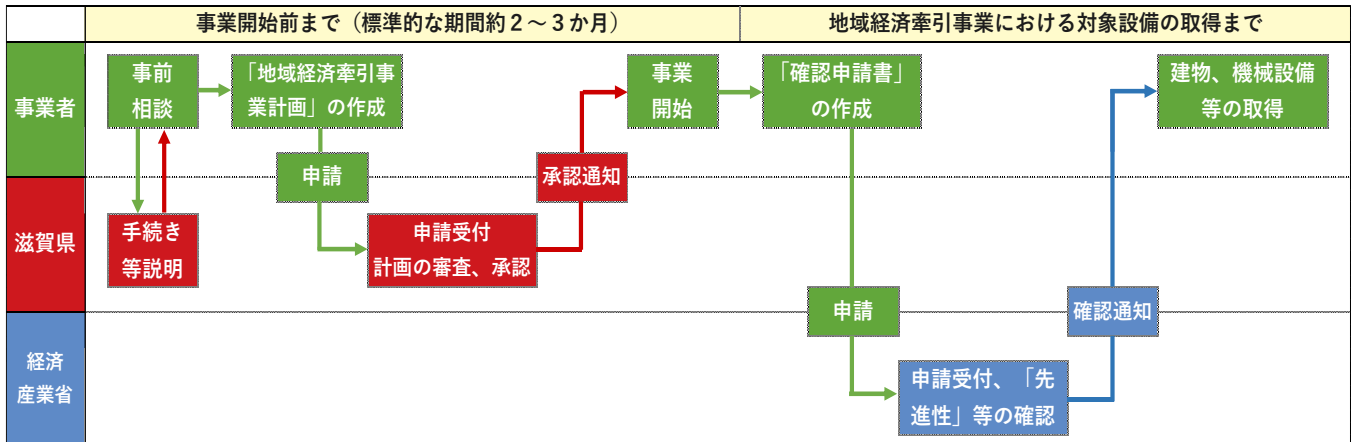 事業開始前まで（標準的な期間約２～３か月）
地域経済牽引事業における対象設備の取得まで
事業者
事前
相談
「地域経済牽引事
業計画」の作成
申請
承認通知
事業
開始
「確認申請書」
の作成
建物、機械設備
等の取得
滋賀県
手続き
等説明
申請受付
計画の審査、承認
申請
確認通知
経済
産業省
申請受付、「先
進性」等の確認